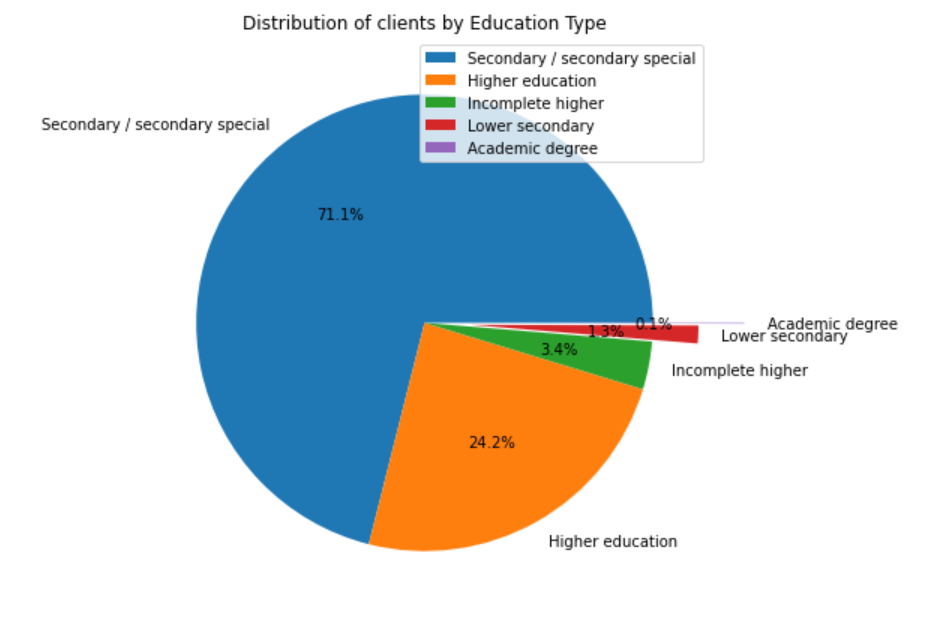 Distribution of clients by Education Type
Secondary / secondary special
Higher education
Incomplete higher
Lower secondary
Academic degree
Secondary / secondary special
71.1%
0.1%
Academic degree
1.3%
Lower secondary
3.4%
Incomplete higher
24.2%
Higher education